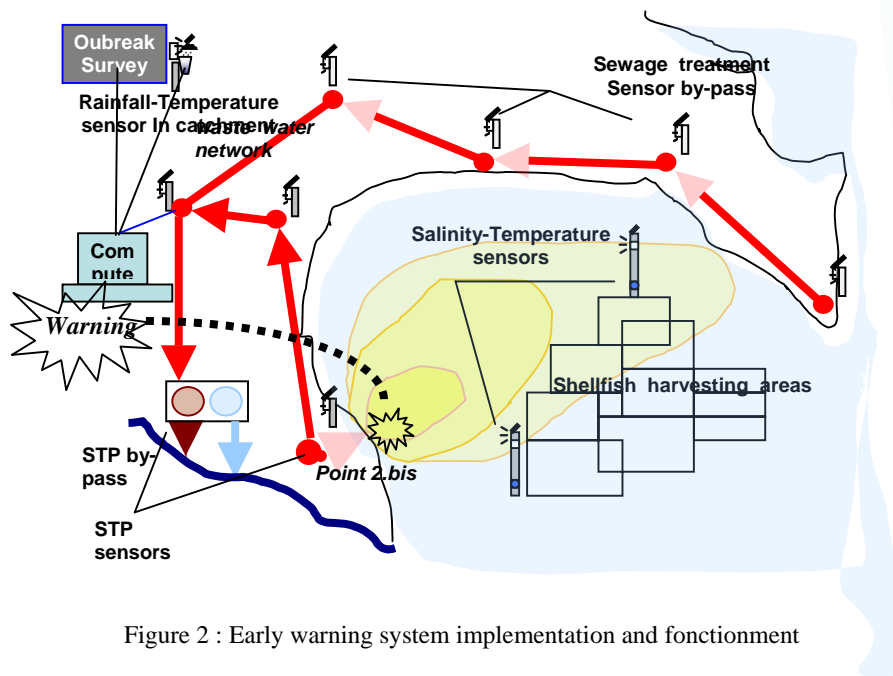 Oubreak
Survey
Sewage treatment
Sensor by-pass
Rainfall-Temperature
sensor In catchment
waste water
network
Salinity-Temperature
sensors
Com
pute
Warning
Shellfish harvesting areas
STP by-
pass
Point 2.bis
STP
sensors
Figure 2 : Early warning system implementation and fonctionment